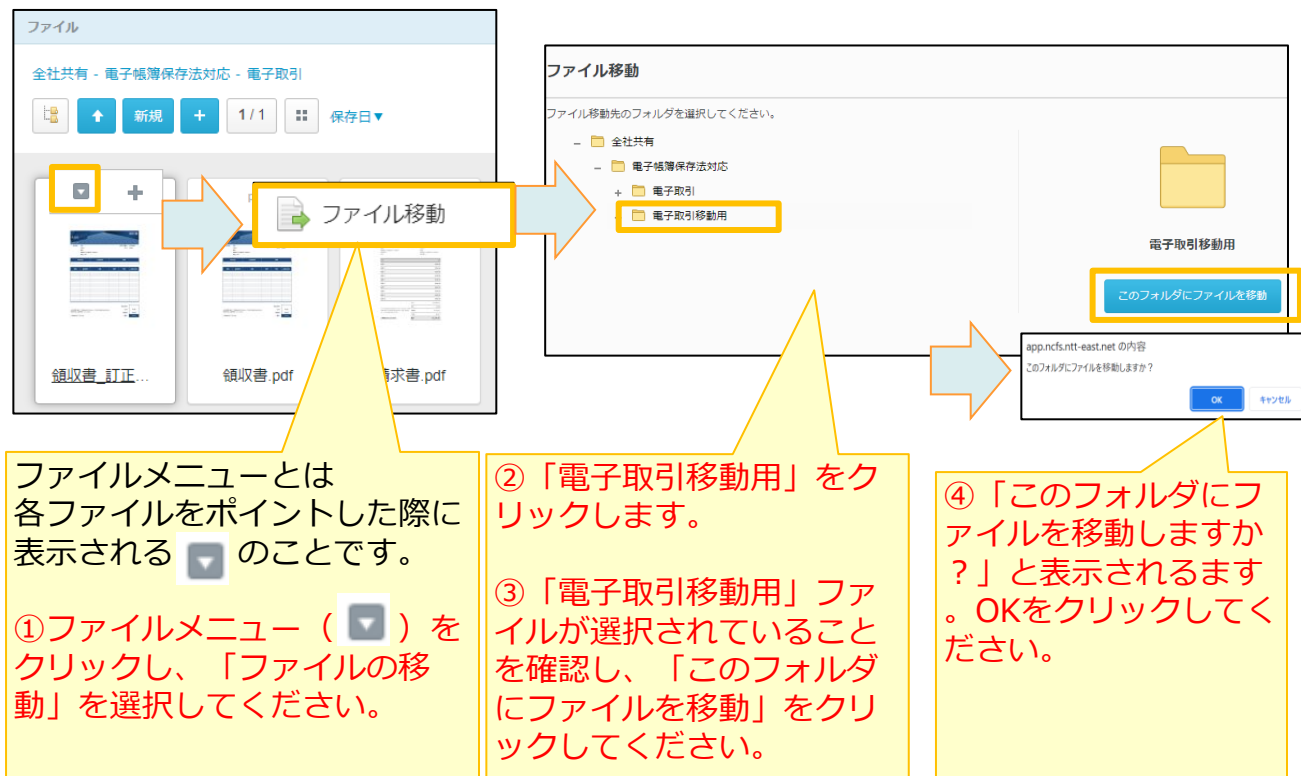 ファイル
全社共有 - 電子帳簿保存法対応 - 電子取引
新規 + 1/1 保存日▼
ファイル移動
領収書_訂正...
領収書.pdf
求書.pdf
ファイル移動
ファイル移動先のフォルダを選択してください。
全社共有
電子帳簿保存法対応
電子取引
電子取引移動用
電子取引移動用
このフォルダにファイルを移動
app.ncfs.ntt-east.net の内容
このフォルダにファイルを移動しますか？
OK キャンセル
ファイルメニューとは
各ファイルをポイントした際に
表示される のことです。
①ファイルメニュー（ ）を
クリックし、「ファイルの移
動」を選択してください。
②「電子取引移動用」をク
リックします。
③「電子取引移動用」ファ
イルが選択されていること
を確認し、「このフォルダ
にファイルを移動」をクリ
ックしてください。
④「このフォルダにフ
ァイルを移動しますか
？」と表示されるます
。OKをクリックしてく
ださい。